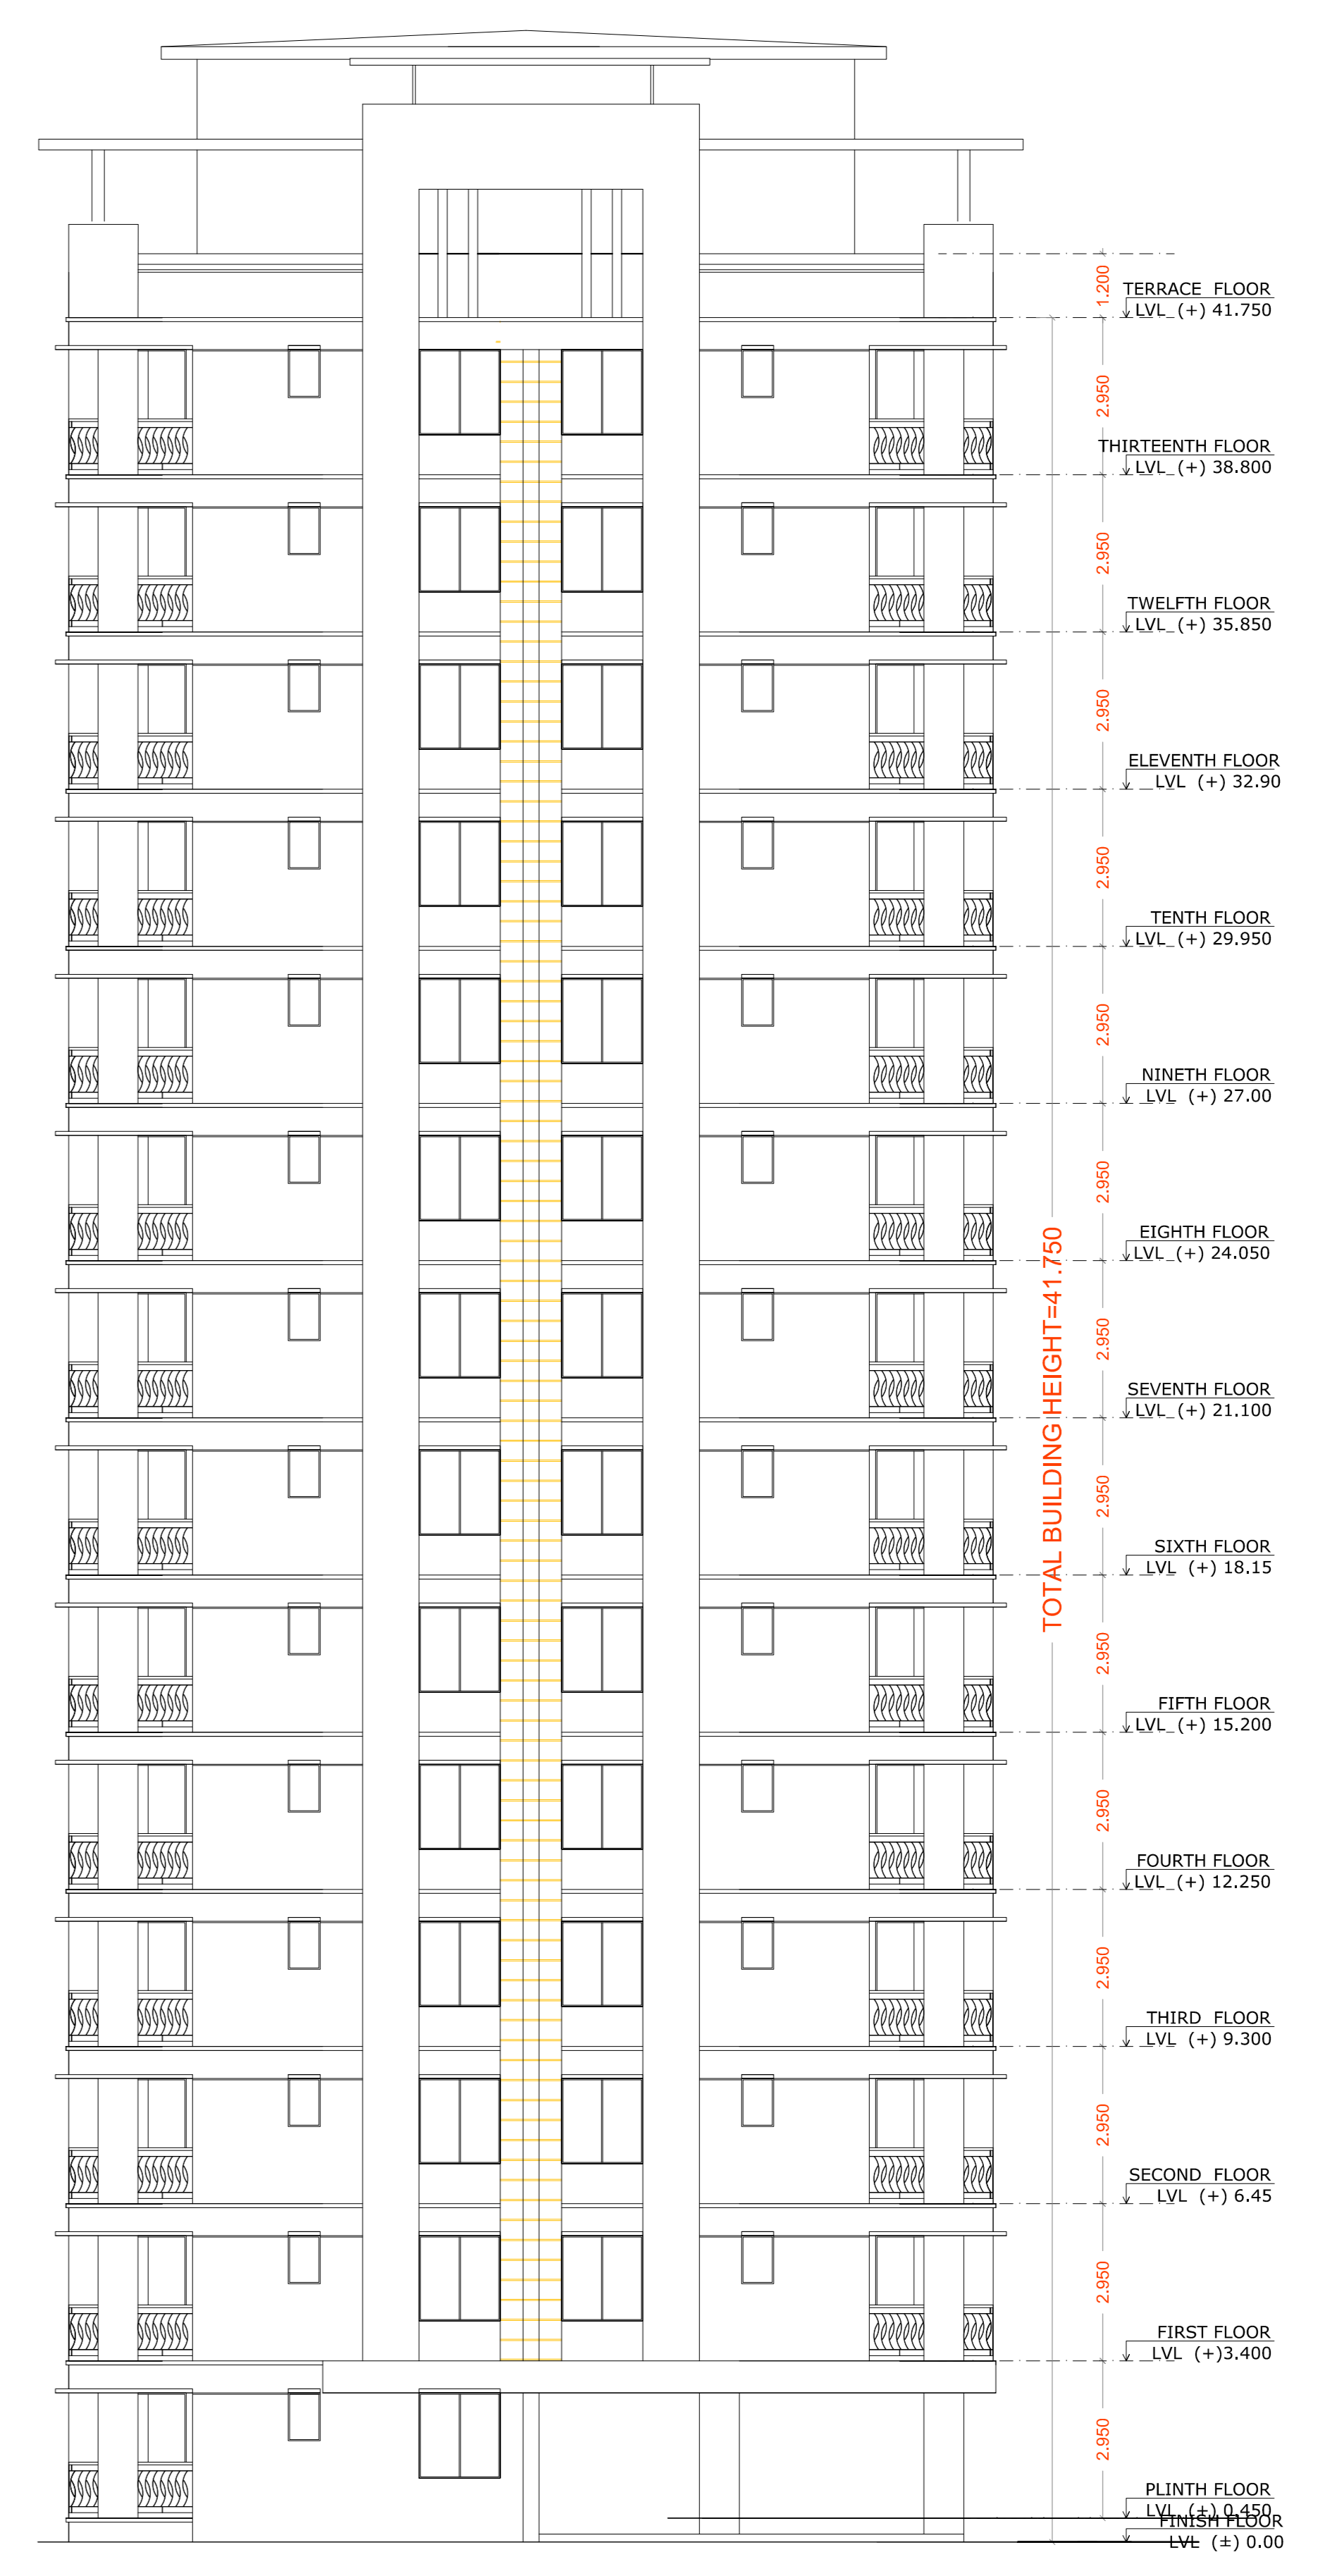 1.200
TERRACE  FLOOR
LVL  (+) 41.750
2.950
THIRTEENTH FLOOR
LVL  (+) 38.800
2.950
TWELFTH FLOOR
LVL  (+) 35.850
2.950
ELEVENTH FLOOR
LVL  (+) 32.90
2.950
TENTH FLOOR
LVL  (+) 29.950
2.950
NINETH FLOOR
LVL  (+) 27.00
2.950
EIGHTH FLOOR
LVL  (+) 24.050
TOTAL BUILDING HEIGHT=41.750
2.950
SEVENTH FLOOR
LVL  (+) 21.100
2.950
SIXTH FLOOR
LVL  (+) 18.15
2.950
FIFTH FLOOR
LVL  (+) 15.200
2.950
FOURTH FLOOR
LVL  (+) 12.250
2.950
THIRD  FLOOR
LVL  (+) 9.300
2.950
SECOND  FLOOR
LVL  (+) 6.45
2.950
FIRST FLOOR
LVL  (+)3.400
2.950
PLINTH FLOOR
LVL  (+) 0.450
FINISH FLOOR
LVL  (±) 0.00